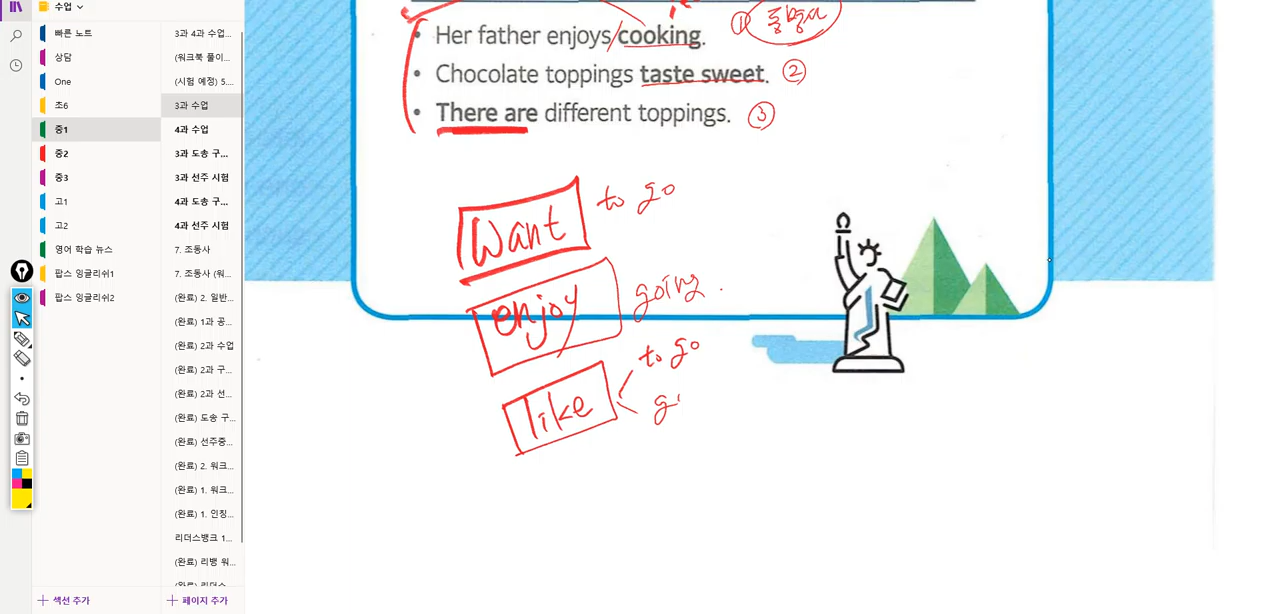 수업
빠른 노트
상담
One
초6
중1
중2
중3
고1
고2
영어 학습 뉴스
팝스 잉글리쉬1
팝스 잉글리쉬2
섹션 추가
3과 4과 수업...
(워크북 풀이...
(시험 예정) 5....
3과 수업
4과 수업
3과 도송 구...
3과 선주 시험
4과 도송 구...
4과 선주 시험
7. 조동사
7. 조동사 (워...
(완료) 2. 일반...
(완료) 1과 공...
(완료) 2과 수업
(완료) 2과 구...
(완료) 2과 선...
(완료) 도송 구...
(완료) 선주중...
(완료) 2. 워크...
(완료) 1. 워크...
(완료) 1. 인칭...
리더스뱅크 1...
(완료) 리뱅 워...
(완료) 리더스...
페이지 추가
①
• Her father enjoys/cooking.
• Chocolate toppings taste sweet. ②
• There are different toppings. ③
want to go
enjoy going.
like to go